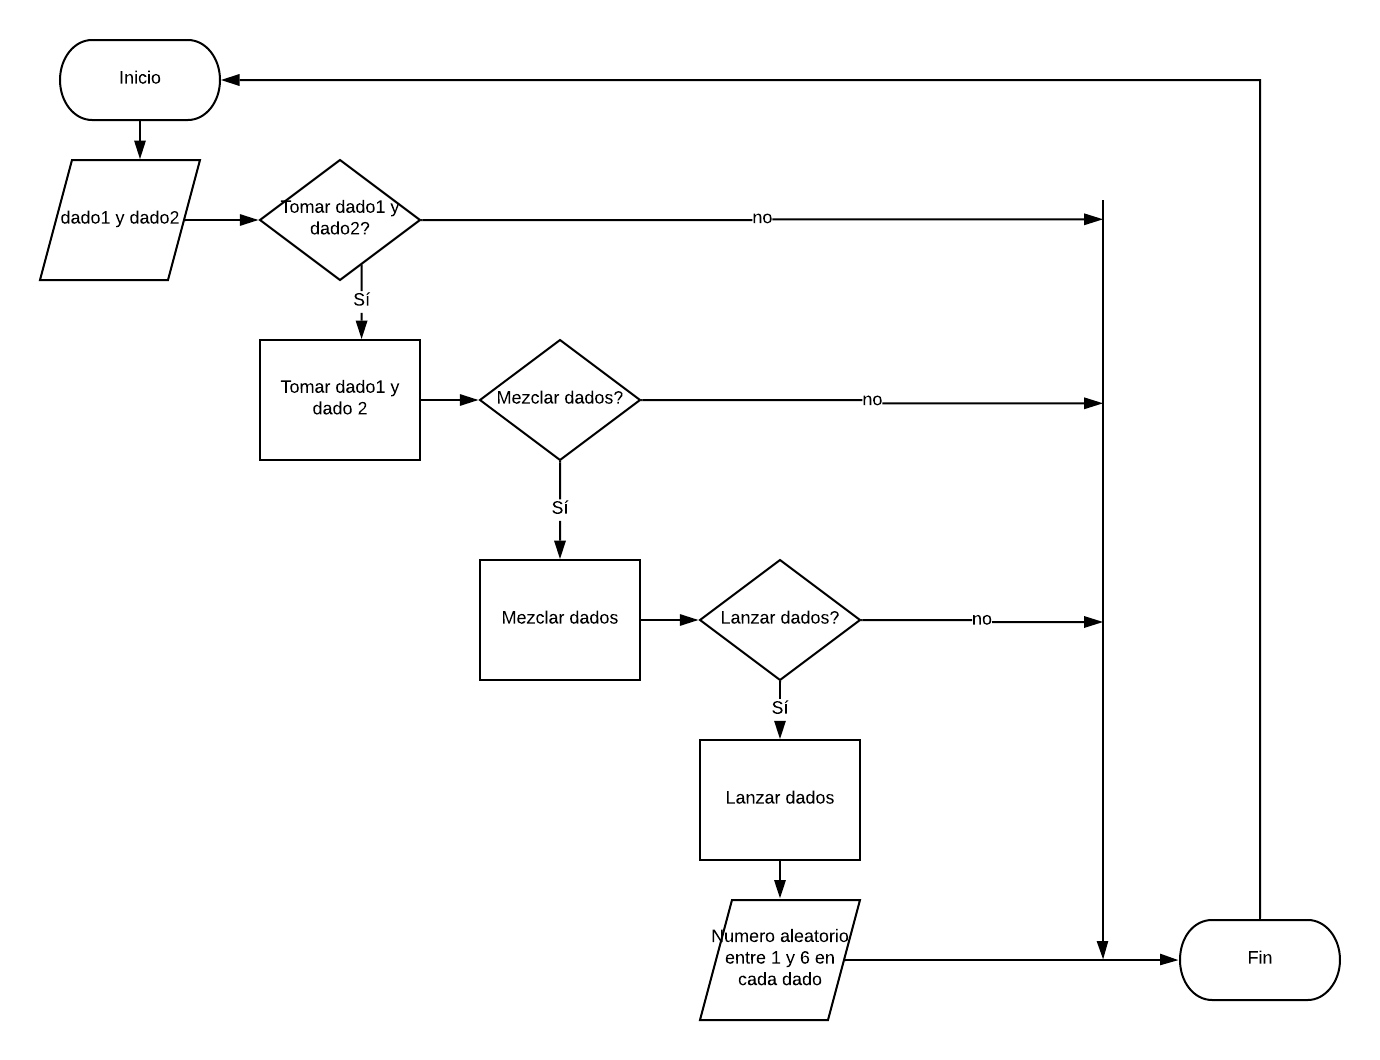 Inicio
dado1 y dado2
Tomar dado1 y
dado2?
no
Sí
Tomar dado1 y
dado 2
Mezclar dados?
no
Sí
Mezclar dados
Lanzar dados?
no
Sí
Lanzar dados
Numero aleatorio
entre 1 y 6 en
cada dado
Fin